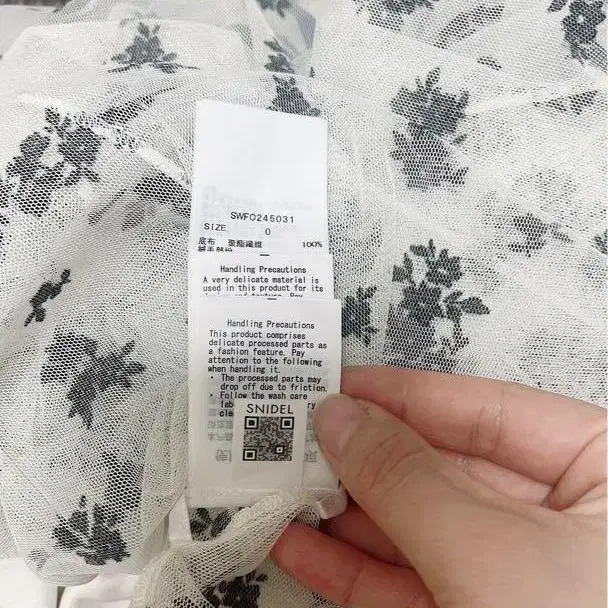 SWFO245031
SIZE 0
底布 聚酯纖維 100%
Handling Precautions
A very delicate material is
used in this product for its
Handling Precautions
This product comprises
delicate processed parts as
a fashion feature. Pay
attention to the following
when handling it.
• The processed parts may
drop off due to friction.
• Follow the wash care
SNIDEL